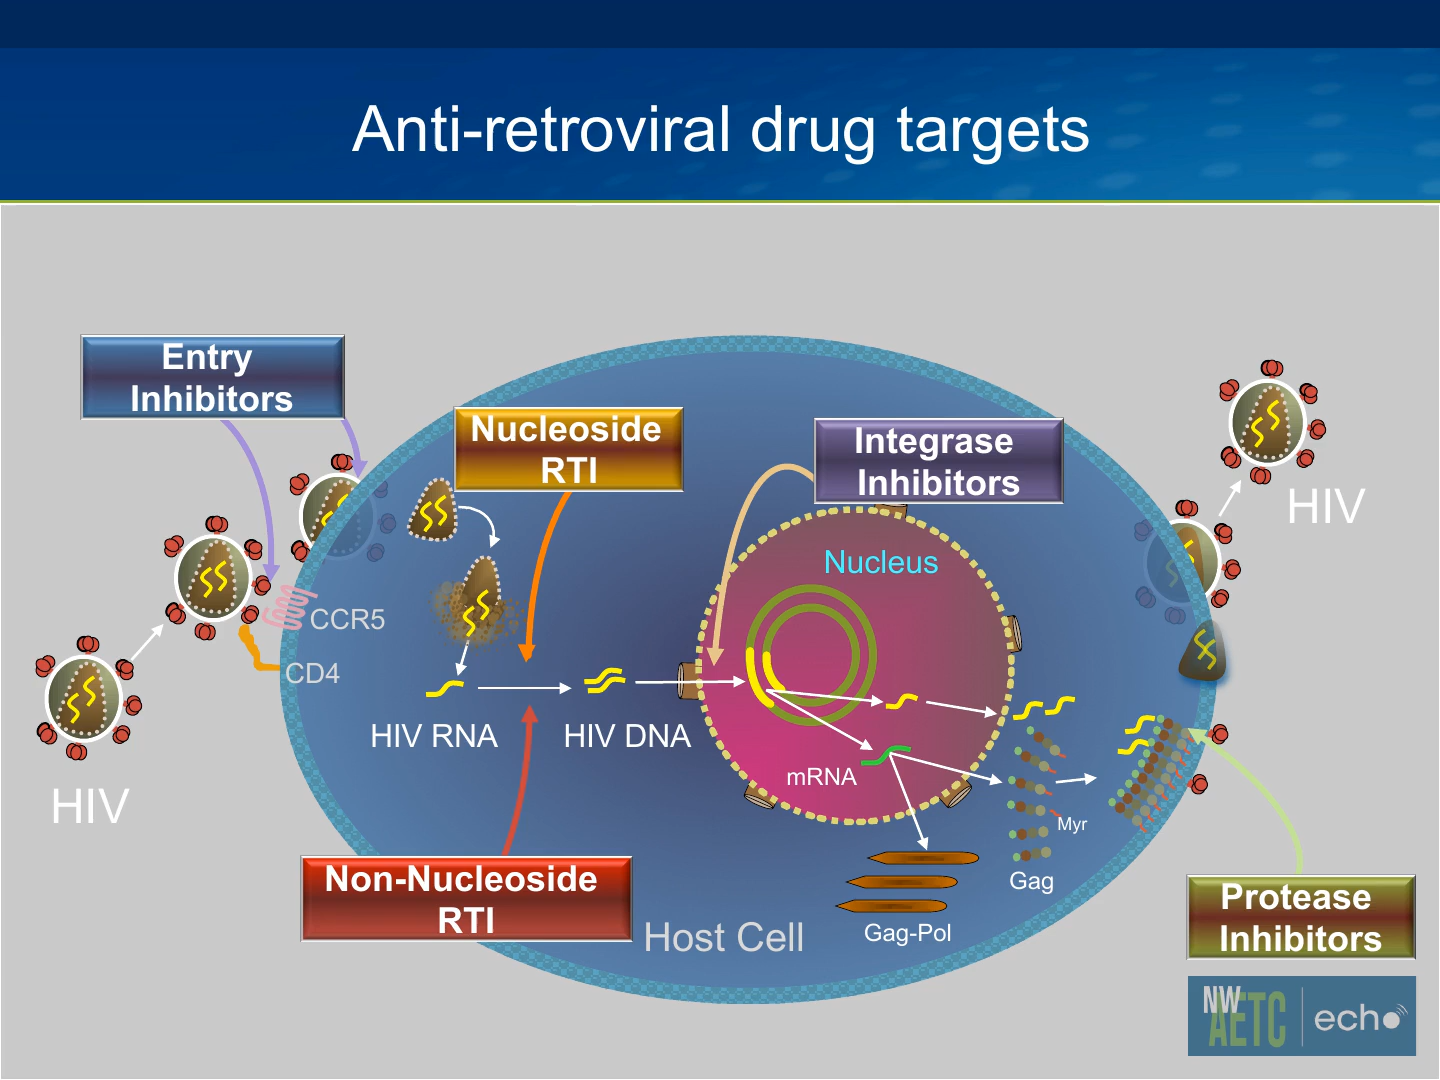 Anti-retroviral drug targets
Entry
Inhibitors
Nucleoside
RTI
Integrase
Inhibitors
HIV
Nucleus
CCR5
CD4
HIV RNA
HIV DNA
mRNA
HIV
Myr
Gag
Non-Nucleoside
RTI
Host Cell
Gag-Pol
Protease
Inhibitors
NW
AETC
echo